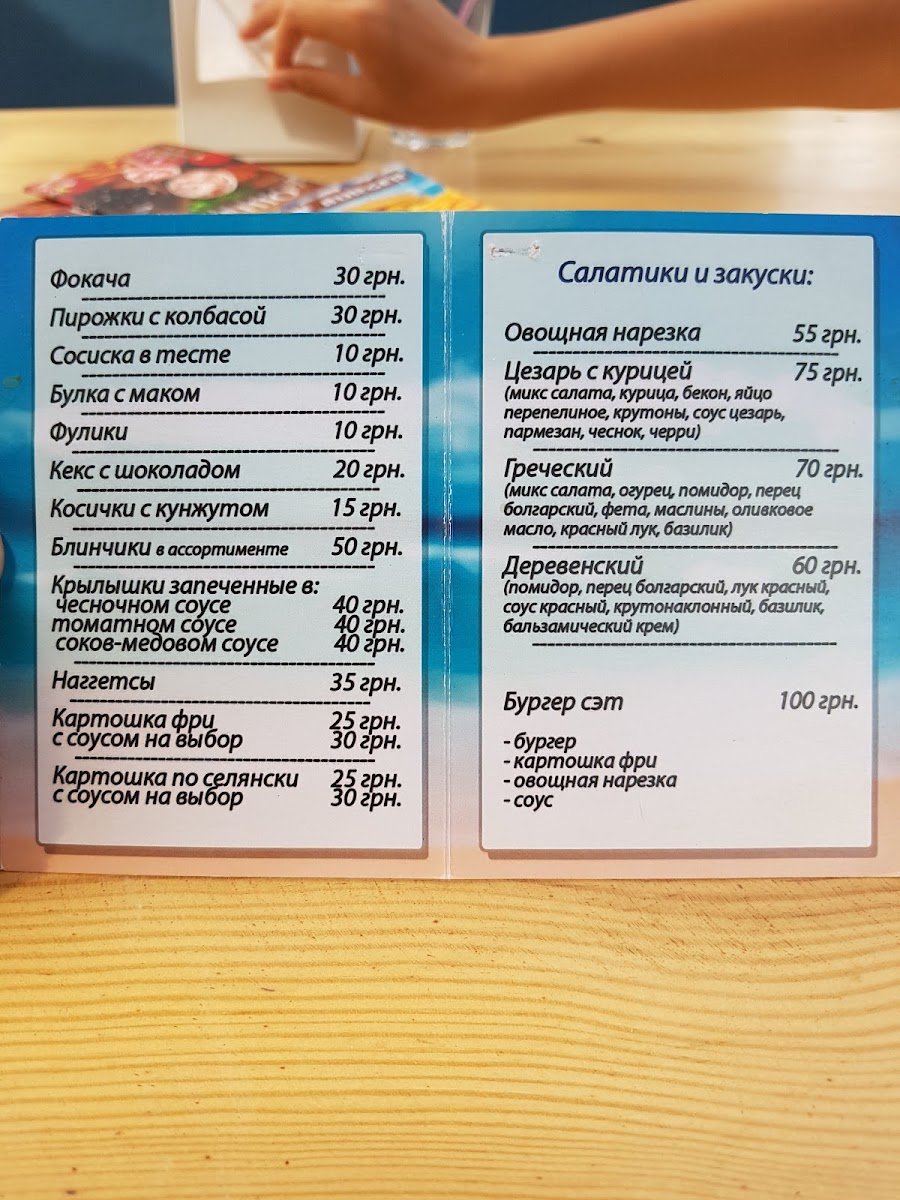 Фокача 30 грн.
Пирожки с колбасой 30 грн.
Сосиска в тесте 10 грн.
Булка с маком 10 грн.
Фулики 10 грн.
Кекс с шоколадом 20 грн.
Косички с кунжутом 15 грн.
Блинчики в ассортименте 50 грн.
Крылышки запеченные в:
чесночном соусе 40 грн.
томатном соусе 40 грн.
соков-медовом соусе 40 грн.
Наггетсы 35 грн.
Картошка фри 25 грн.
с соусом на выбор 30 грн.
Картошка по селянски 25 грн.
с соусом на выбор 30 грн.
Салатики и закуски:
Овощная нарезка 55 грн.
Цезарь с курицей 75 грн.
(микс салата, курица, бекон, яйцо
перепелиное, крутоны, соус цезарь,
пармезан, чеснок, черри)
Греческий 70 грн.
(микс салата, огурец, помидор, перец
болгарский, фета, маслины, оливковое
масло, красный лук, базилик)
Деревенский 60 грн.
(помидор, перец болгарский, лук красный,
соус красный, крутонаклонный, базилик,
бальзамический крем)
Бургер сэт 100 грн.
- бургер
- картошка фри
- овощная нарезка
- соус